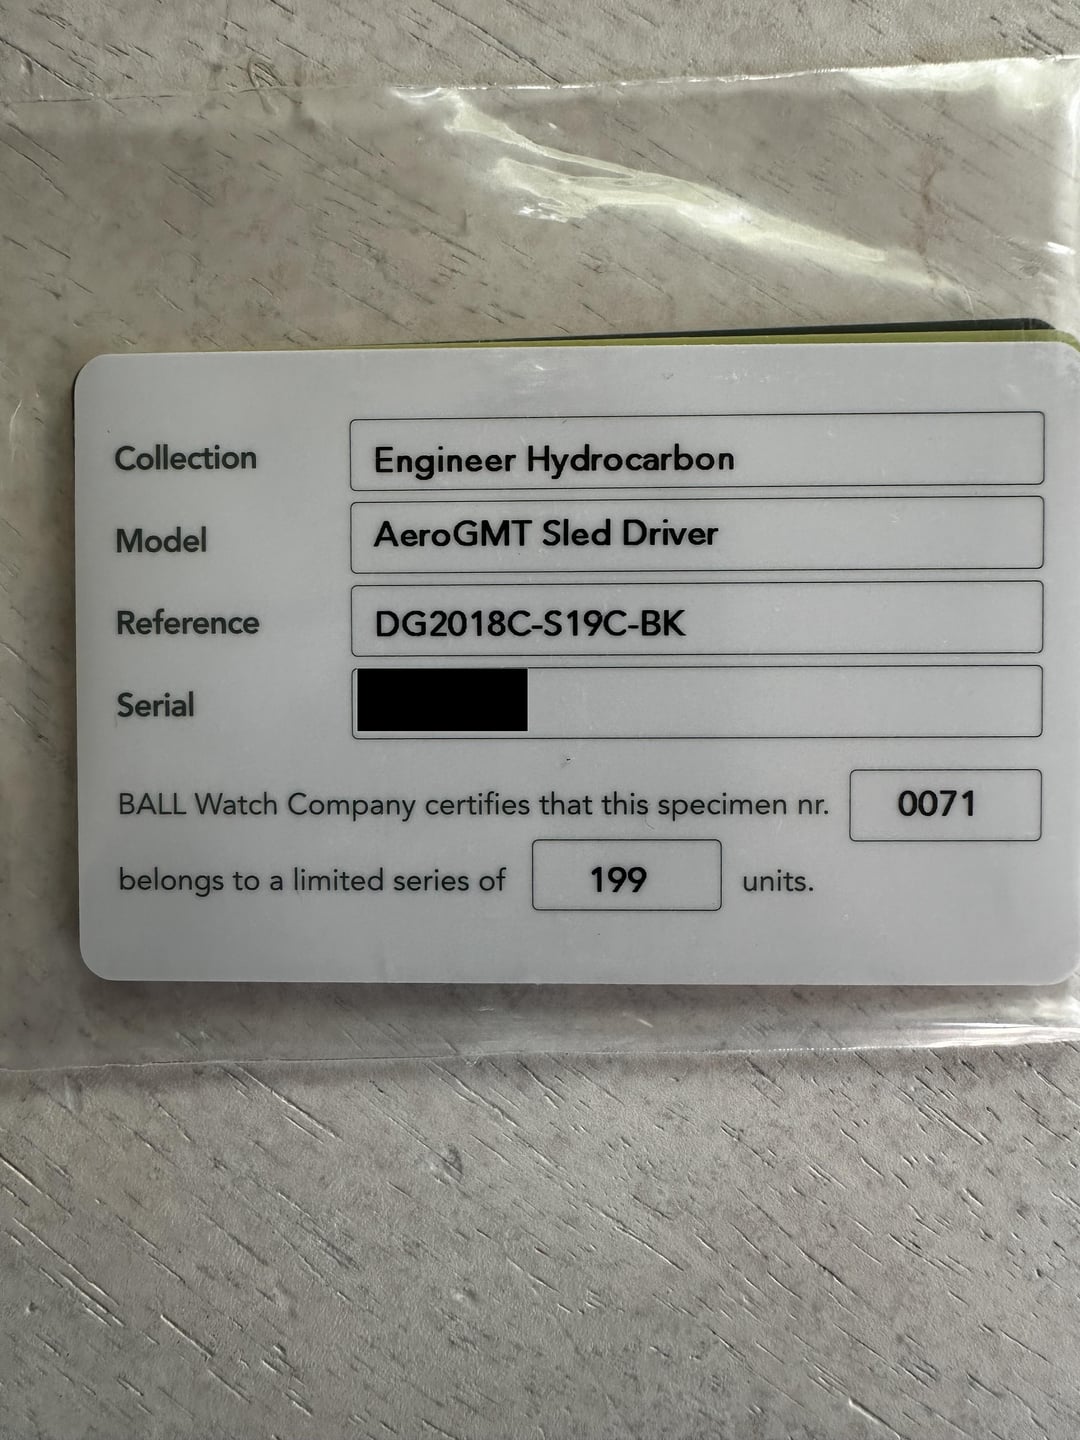 Collection Engineer Hydrocarbon
Model AeroGMT Sled Driver
Reference DG2018C-S19C-BK
Serial
BALL Watch Company certifies that this specimen nr. 0071
belongs to a limited series of 199 units.